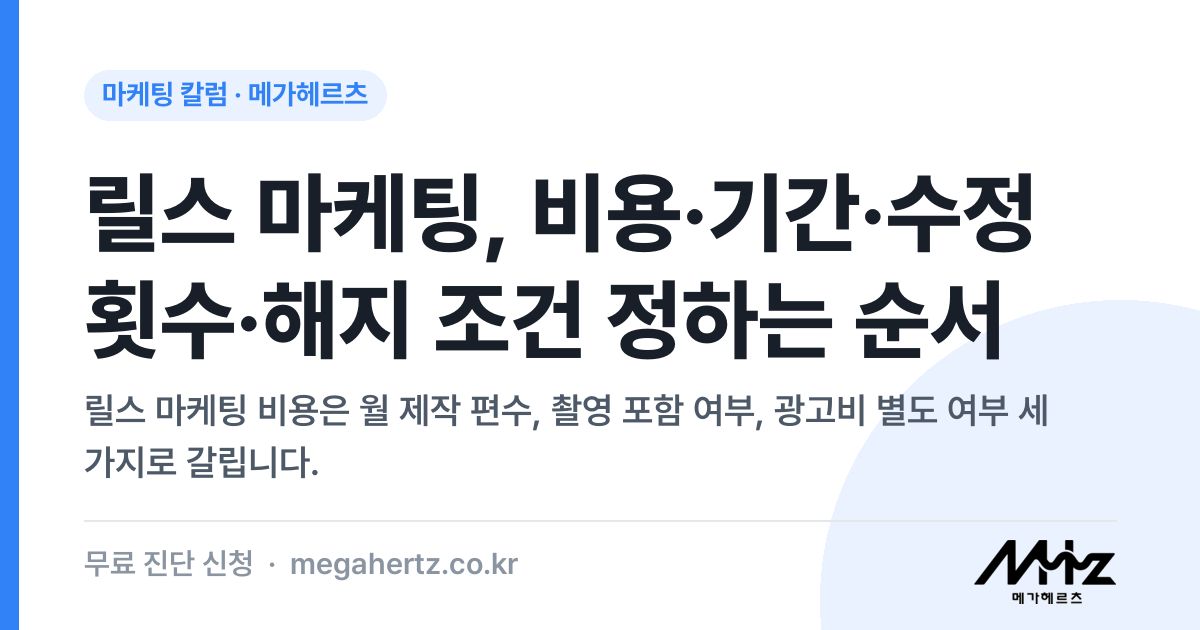 마케팅 칼럼 · 메가헤르츠
릴스 마케팅, 비용·기간·수정
횟수·해지 조건 정하는 순서
릴스 마케팅 비용은 월 제작 편수, 촬영 포함 여부, 광고비 별도 여부 세
가지로 갈립니다.
무료 진단 신청 · megahertz.co.kr
MHz
메가헤르츠